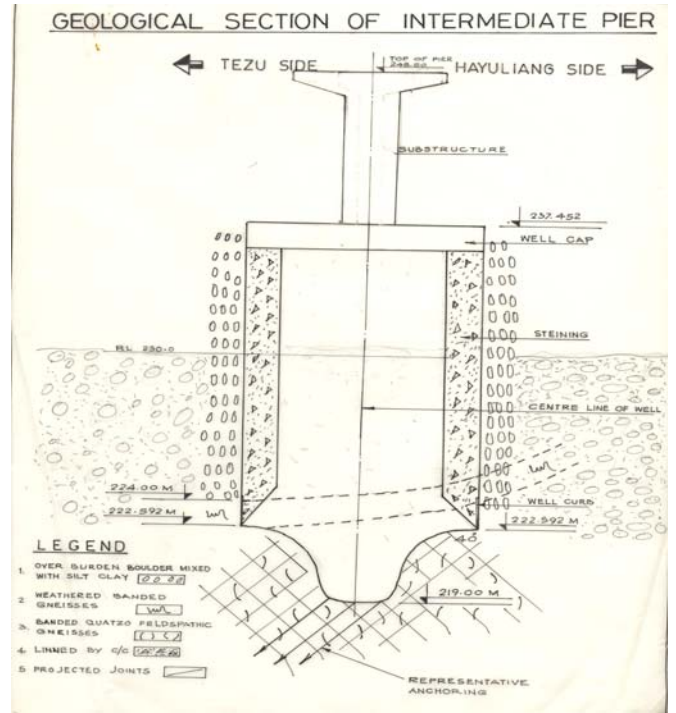 GEOLOGICAL SECTION OF INTERMEDIATE PIER
TEZU SIDE
TOP OF PIER
248.00
HAYULIANG SIDE
SUBSTRUCTURE
237.452
WELL CAP
STEINING
RL 230.0
CENTRE LINE OF WELL
224.00 M
WELL CURB
222.592 M
222.592 M
219.00 M
REPRESENTATIVE
ANCHORING
LEGEND
1. OVER BURDEN BOULDER MIXED
WITH SILT CLAY
2. WEATHERED BANDED
GNEISSES
3. BANDED QUATZO FELDSPATHIC
GNEISSES
4. LINNED BY C/C
5 PROJECTED JOINTS